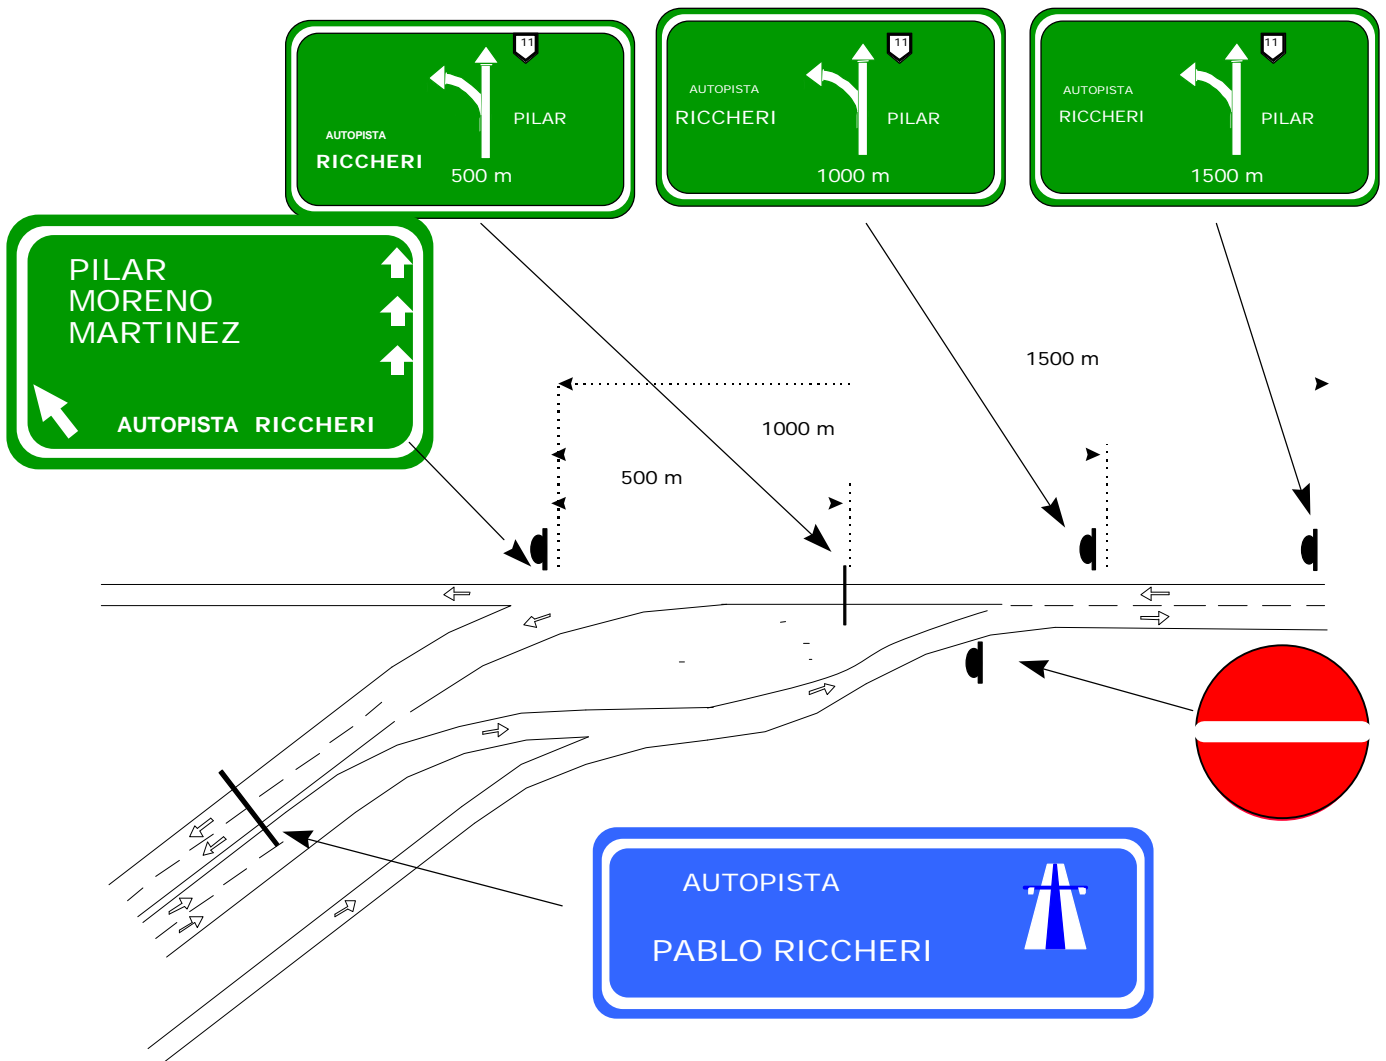 11
AUTOPISTA
RICCHERI
PILAR
500 m
11
AUTOPISTA
RICCHERI
PILAR
1000 m
11
AUTOPISTA
RICCHERI
PILAR
1500 m
PILAR
MORENO
MARTINEZ
AUTOPISTA RICCHERI
1500 m
1000 m
500 m
AUTOPISTA
PABLO RICCHERI